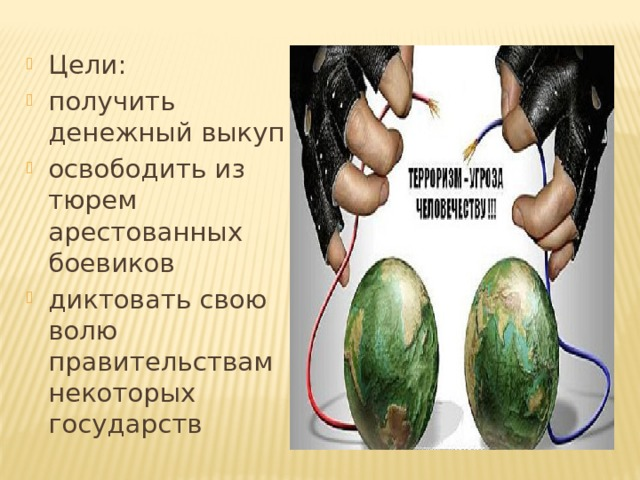 Цели:
получить
денежный выкуп
освободить из
тюрем
арестованных
боевиков
диктовать свою
волю
правительствам
некоторых
государств
ТЕРРОРИЗМ - УГРОЗА
ЧЕЛОВЕЧЕСТВУ!!!